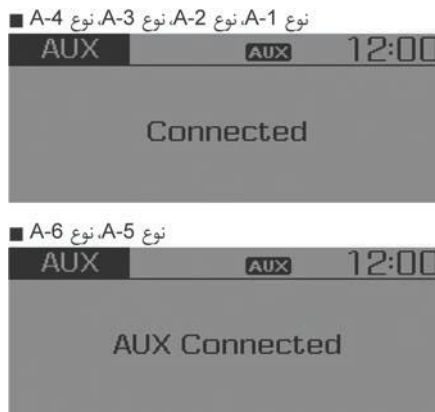 ■ نوع A-1، نوع A-2، نوع A-3، نوع A-4
AUX AUX 12:00
Connected
■ نوع A-5، نوع A-6
AUX AUX 12:00
AUX Connected